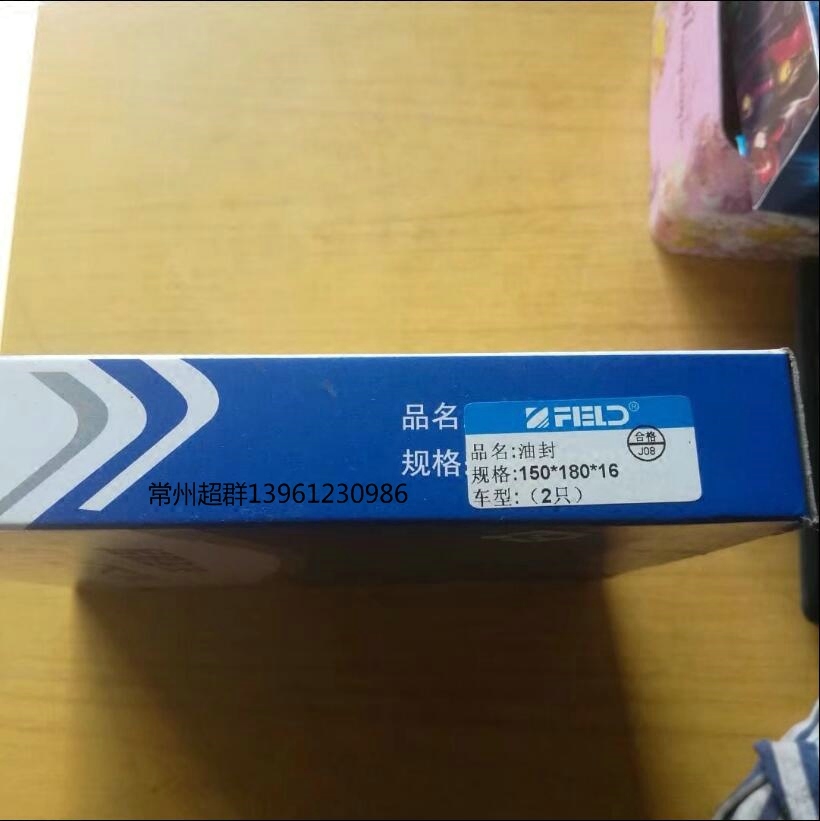 品名
FIELD®
品名:油封
合格
J08
规格:
规格:150*180*16
车型:（2只）
常州超群13961230986